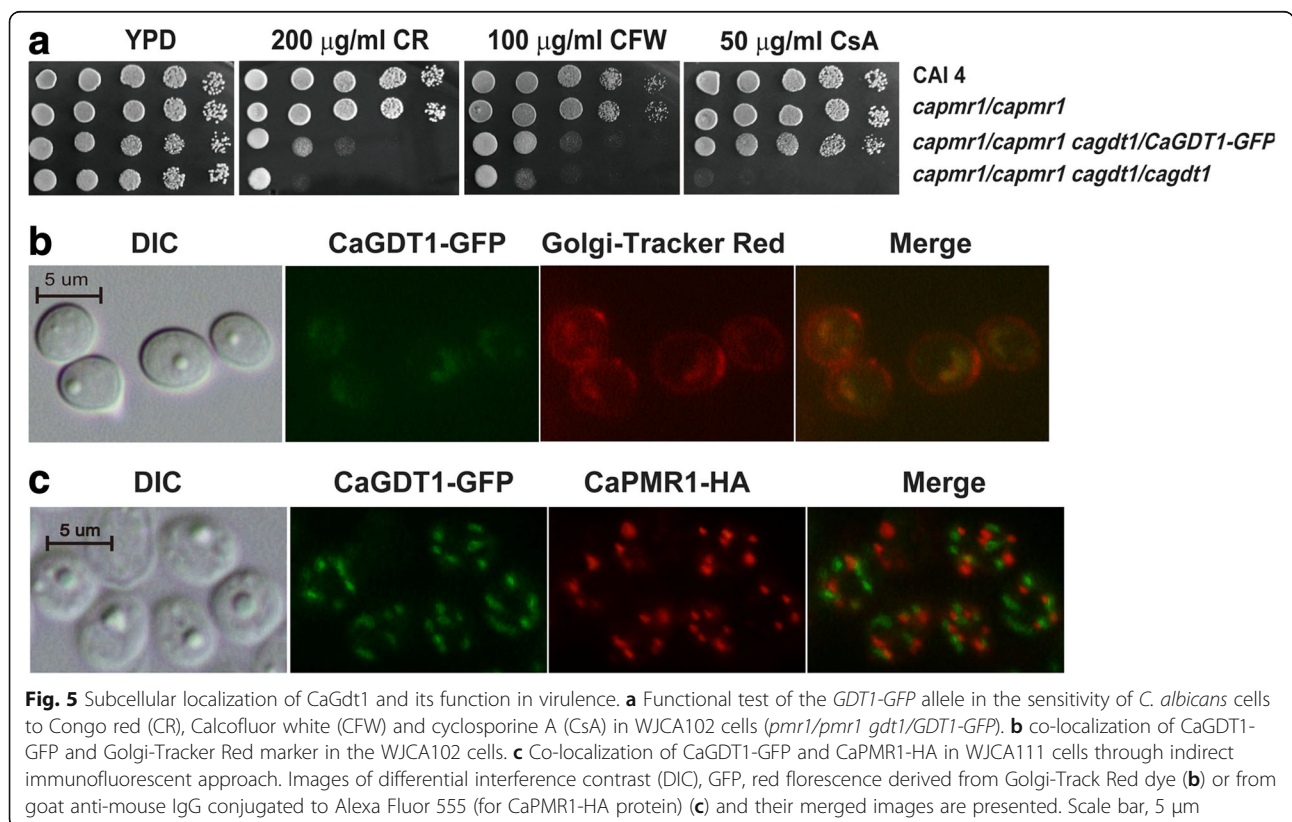 a
YPD 200 μg/ml CR 100 μg/ml CFW 50 μg/ml CsA
CAI 4
capmr1/capmr1
capmr1/capmr1 cagdt1/CaGDT1-GFP
capmr1/capmr1 cagdt1/cagdt1
b
DIC CaGDT1-GFP Golgi-Tracker Red Merge
5 um
c
DIC CaGDT1-GFP CaPMR1-HA Merge
5 um
Fig. 5 Subcellular localization of CaGdt1 and its function in virulence. a Functional test of the GDT1-GFP allele in the sensitivity of C. albicans cells
to Congo red (CR), Calcofluor white (CFW) and cyclosporine A (CsA) in WJCA102 cells (pmr1/pmr1 gdt1/GDT1-GFP). b co-localization of CaGDT1-
GFP and Golgi-Tracker Red marker in the WJCA102 cells. c Co-localization of CaGDT1-GFP and CaPMR1-HA in WJCA111 cells through indirect
immunofluorescent approach. Images of differential interference contrast (DIC), GFP, red florescence derived from Golgi-Track Red dye (b) or from
goat anti-mouse IgG conjugated to Alexa Fluor 555 (for CaPMR1-HA protein) (c) and their merged images are presented. Scale bar, 5 μm